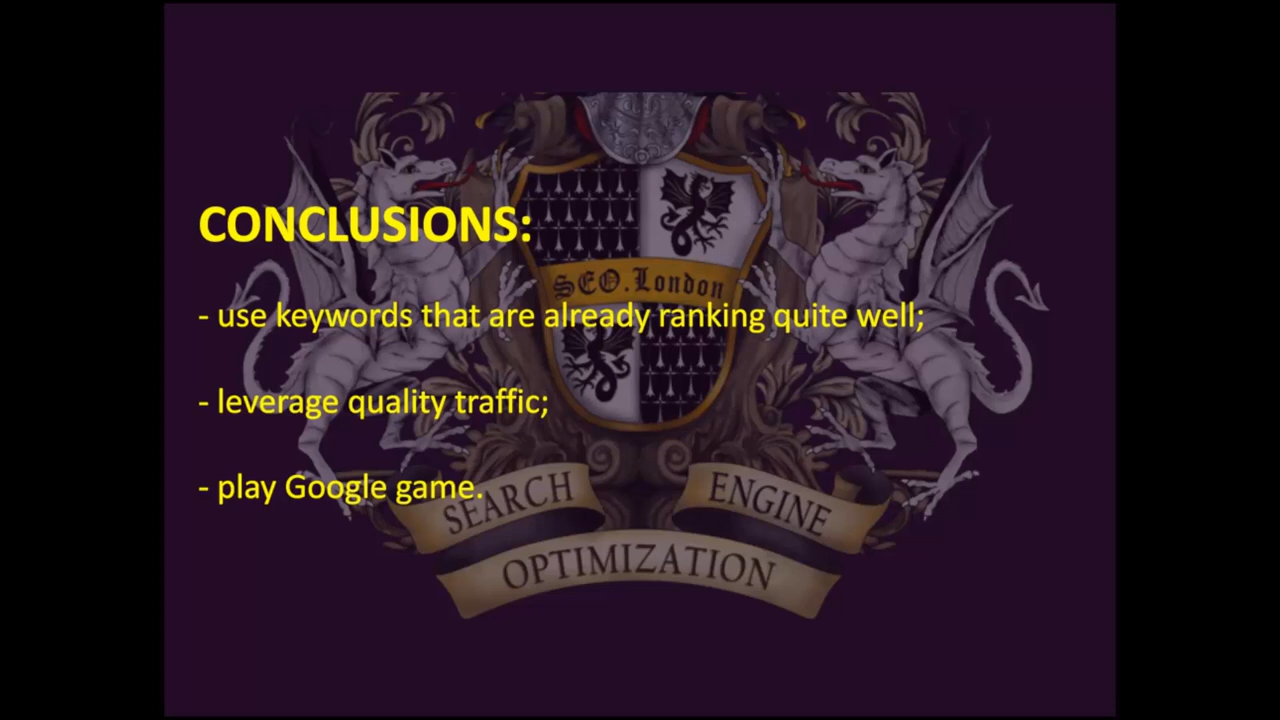 CONCLUSIONS:
SEO.London
- use keywords that are already ranking quite well;
- leverage quality traffic;
- play Google game.
SEARCH ENGINE
OPTIMIZATION